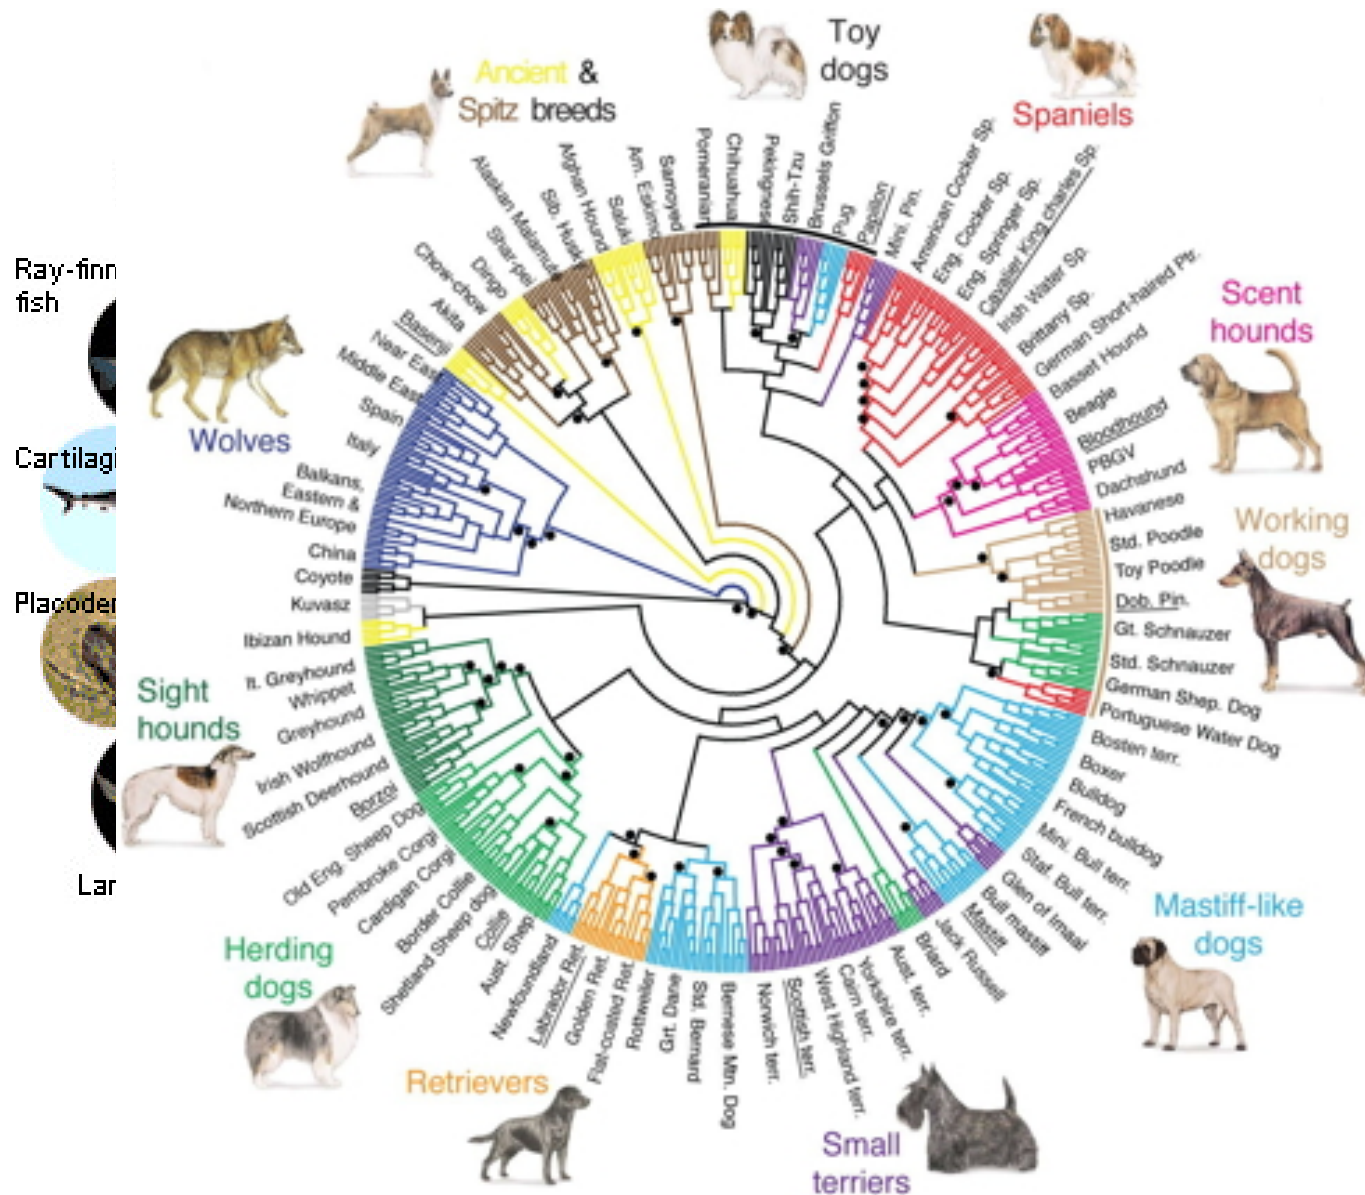 Toy
dogs
Ancient &
Spitz breeds
Spaniels
Scent
hounds
Working
dogs
Mastiff-like
dogs
Small
terriers
Retrievers
Herding
dogs
Sight
hounds
Wolves
Ray-finn
fish
Cartilagi
Placoder
Lar
Coyote
China
Northern Europe
Eastern &
Balkans,
Italy
Spain
Middle East
Near East
Basenji
Akita
Chow-chow
Dingo
Shar-pei
Alaskan Malamute
Sib. Husky
Afghan Hound
Saluki
Am. Eskimo
Samoyed
Pomeranian
Chihuahua
Pekingnese
Shih-Tzu
Brussels Griffon
Pug
Papillon
Mini. Pin.
American Cocker Sp.
Eng. Cocker Sp.
Eng. Springer Sp.
Cavalier King charles Sp.
Irish Water Sp.
Brittany Sp.
German Short-haired Ptr.
Basset Hound
Beagle
Bloodhound
PBGV
Dachshund
Havanese
Std. Poodle
Toy Poodle
Dob. Pin.
Gt. Schnauzer
Std. Schnauzer
German Shep. Dog
Portuguese Water Dog
Bosten terr.
Boxer
Bulldog
French bulldog
Mini. Bull terr.
Staf. Bull terr.
Glen of Imaal
Bull mastiff
Mastiff
Jack Russell
Briard
Aust. terr.
Yorkshire terr.
Cairn terr.
West Highland terr.
Scottish terr.
Norwich terr.
Bernese Mtn. Dog
Std. Bernard
Grt. Dane
Rottweiler
Flat-coated Ret.
Golden Ret.
Labrador Ret.
Newfoundland
Aust. Shep
Collie
Shetland Sheep dog
Border Collie
Cardigan Corgi
Pembroke Corgi
Old Eng. Sheep Dog
Borzoi
Scottish Deerhound
Irish Wolfhound
Greyhound
Whippet
It. Greyhound
Ibizan Hound
Kuvasz